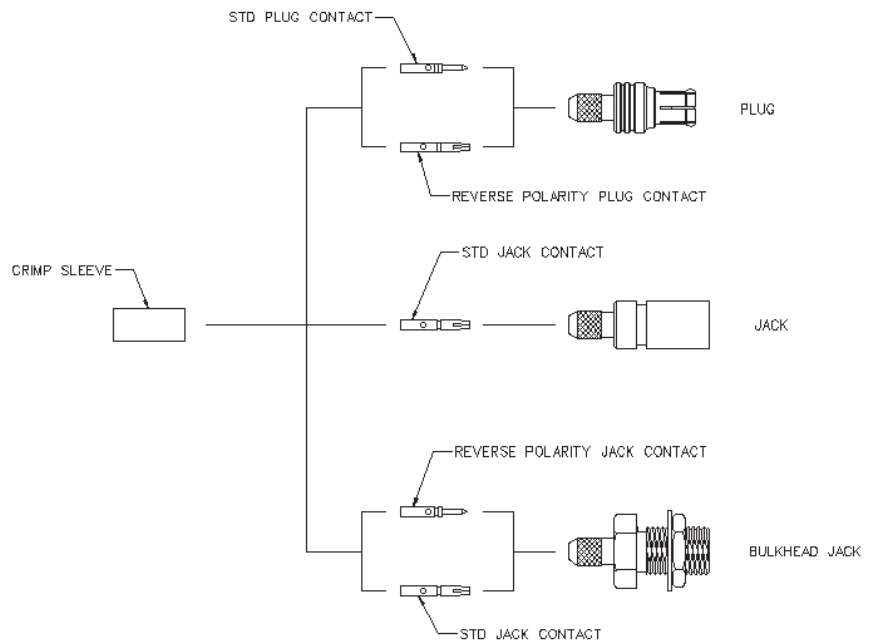 STD PLUG CONTACT
PLUG
REVERSE POLARITY PLUG CONTACT
STD JACK CONTACT
CRIMP SLEEVE
JACK
REVERSE POLARITY JACK CONTACT
BULKHEAD JACK
STD JACK CONTACT